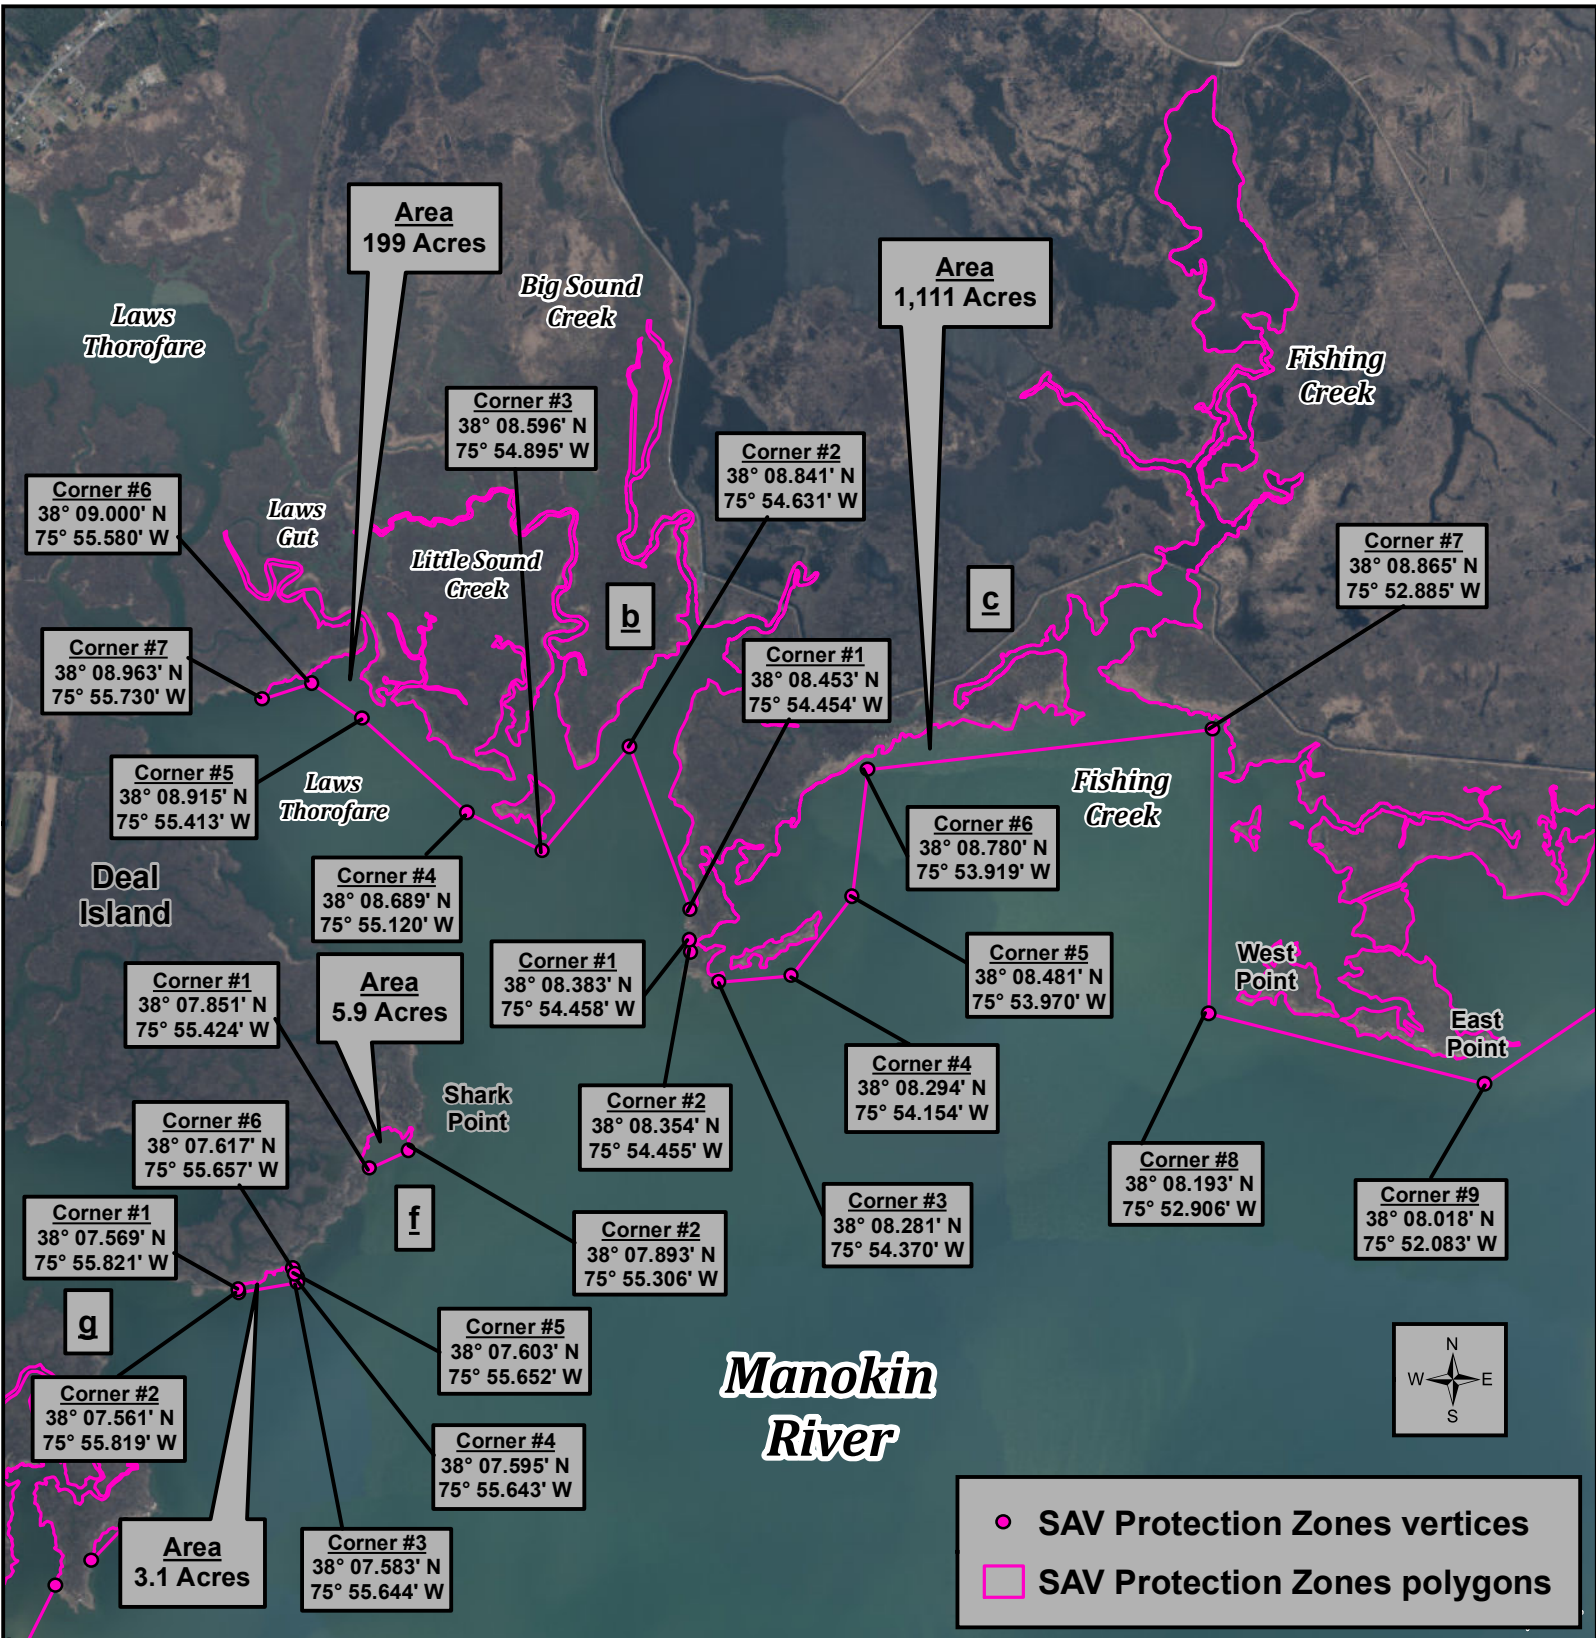 Area
199 Acres
Area
1,111 Acres
Big Sound
Creek
Laws
Thorofare
Fishing
Creek
Corner #3
38° 08.596' N
75° 54.895' W
Corner #2
38° 08.841' N
75° 54.631' W
Corner #6
38° 09.000' N
75° 55.580' W
Laws
Gut
Little Sound
Creek
Corner #7
38° 08.865' N
75° 52.885' W
b
c
Corner #7
38° 08.963' N
75° 55.730' W
Corner #1
38° 08.453' N
75° 54.454' W
Corner #5
38° 08.915' N
75° 55.413' W
Laws
Thorofare
Fishing
Creek
Corner #6
38° 08.780' N
75° 53.919' W
Deal
Island
Corner #4
38° 08.689' N
75° 55.120' W
Corner #1
38° 08.383' N
75° 54.458' W
Corner #5
38° 08.481' N
75° 53.970' W
West
Point
Corner #1
38° 07.851' N
75° 55.424' W
Area
5.9 Acres
East
Point
Corner #4
38° 08.294' N
75° 54.154' W
Shark
Point
Corner #2
38° 08.354' N
75° 54.455' W
Corner #6
38° 07.617' N
75° 55.657' W
Corner #8
38° 08.193' N
75° 52.906' W
Corner #9
38° 08.018' N
75° 52.083' W
Corner #3
38° 08.281' N
75° 54.370' W
Corner #1
38° 07.569' N
75° 55.821' W
f
Corner #2
38° 07.893' N
75° 55.306' W
g
Corner #5
38° 07.603' N
75° 55.652' W
Corner #2
38° 07.561' N
75° 55.819' W
Manokin
River
N
W E
S
Corner #4
38° 07.595' N
75° 55.643' W
Area
3.1 Acres
Corner #3
38° 07.583' N
75° 55.644' W
SAV Protection Zones vertices
SAV Protection Zones polygons